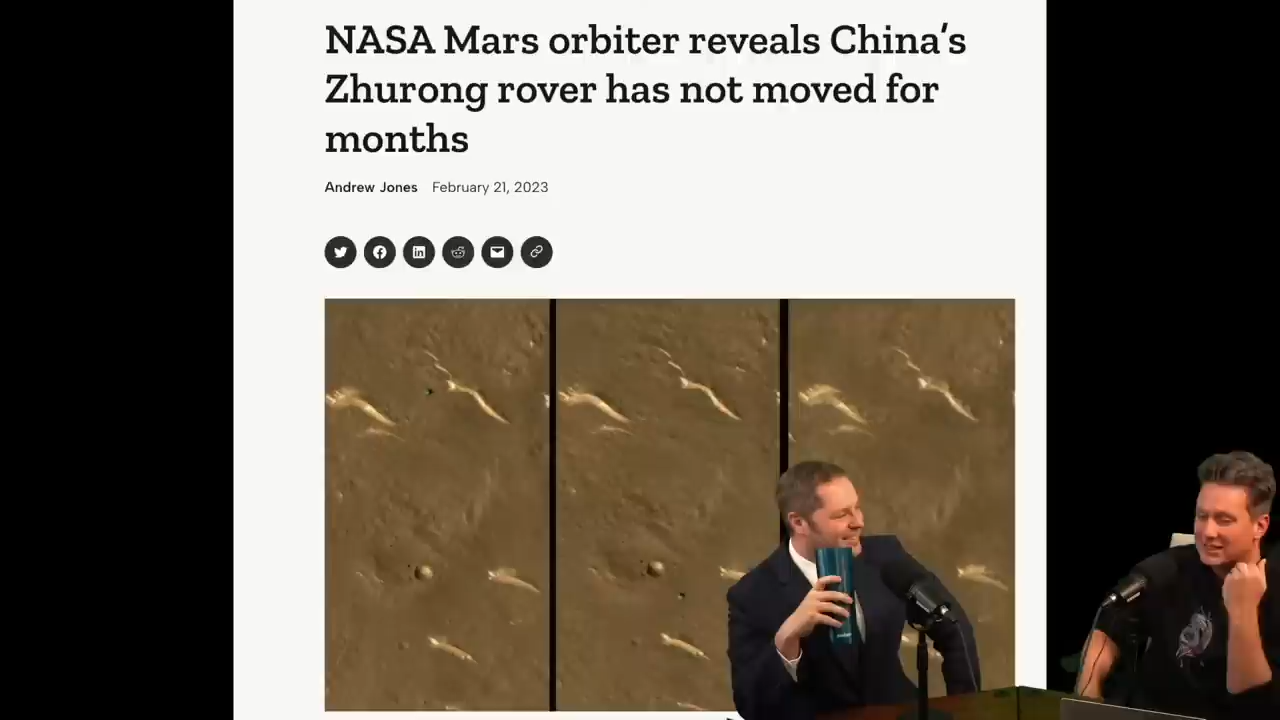 NASA Mars orbiter reveals China’s
Zhurong rover has not moved for
months
Andrew Jones February 21, 2023